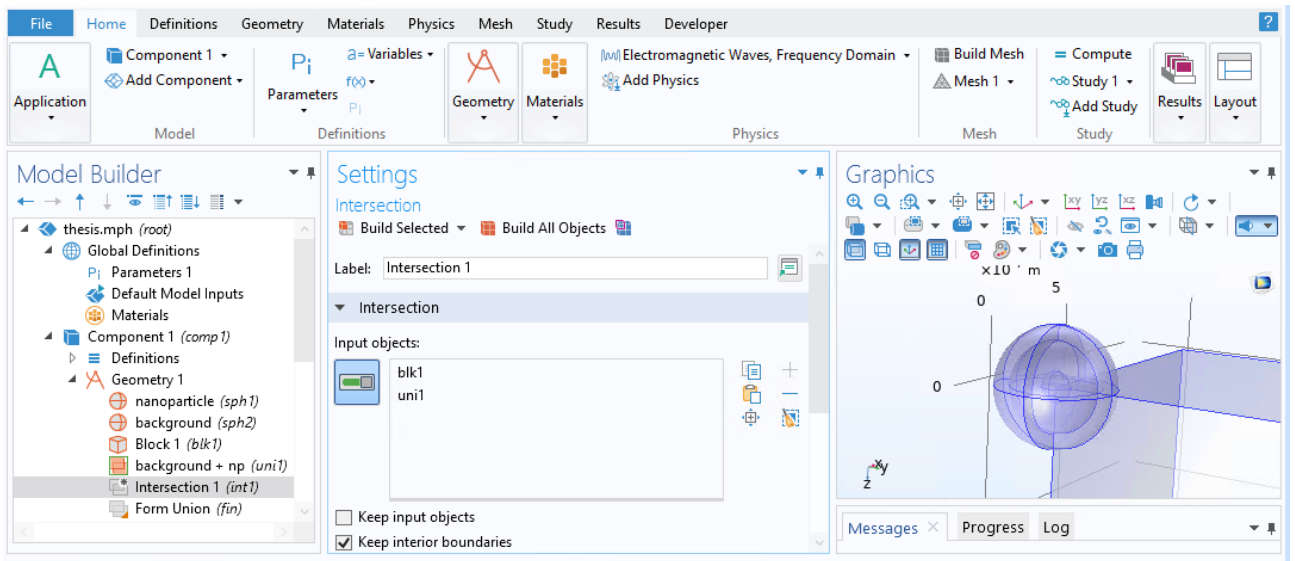 File Home Definitions Geometry Materials Physics Mesh Study Results Developer ?
A Application
Component 1
Add Component
Model
Pi Parameters
a= Variables
f(x)
Pi
Definitions
Geometry
Materials
Electromagnetic Waves, Frequency Domain
Add Physics
Physics
Build Mesh
Mesh 1
Mesh
= Compute
Study 1
Add Study
Study
Results
Layout
Model Builder
thesis.mph (root)
Global Definitions
Pi Parameters 1
Default Model Inputs
Materials
Component 1 (comp1)
Definitions
Geometry 1
nanoparticle (sph1)
background (sph2)
Block 1 (blk1)
background + np (uni1)
Intersection 1 (int1)
Form Union (fin)
Settings
Intersection
Build Selected
Build All Objects
Label: Intersection 1
Intersection
Input objects:
blk1
uni1
Keep input objects
Keep interior boundaries
Graphics
xy yz xz
×10 m
0 5
0
y
z
Messages Progress Log